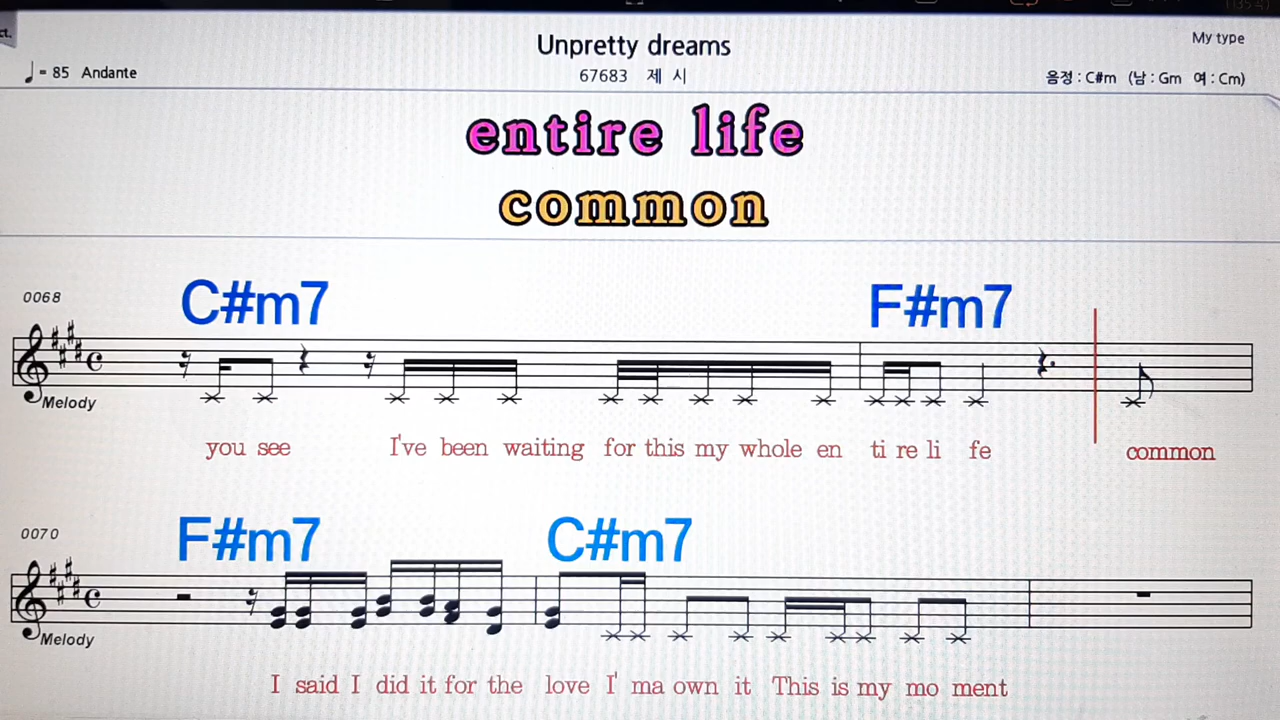 ct.
Unpretty dreams
My type
♩ = 85 Andante
67683 제 시
음정 : C#m (남 : Gm 여 : Cm)
entire life
common
0068
C#m7
F#m7
Melody
you see I've been waiting for this my whole en ti re li fe common
0070
F#m7
C#m7
Melody
I said I did it for the love I' ma own it This is my mo ment